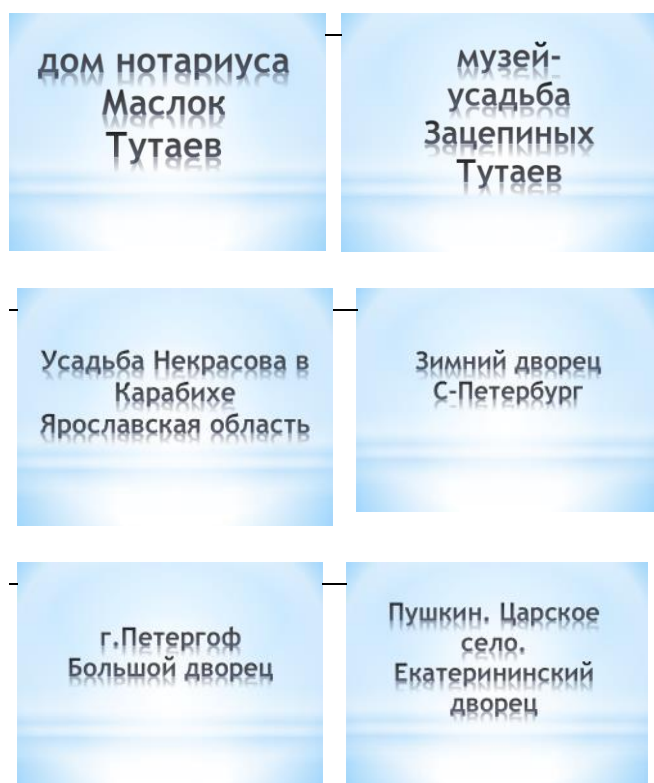 дом нотариуса
Маслок
Тутаев
музей-
усадьба
Зацепиных
Тутаев
Усадьба Некрасова в
Карабихе
Ярославская область
Зимний дворец
С-Петербург
г.Петергоф
Большой дворец
Пушкин. Царское
село.
Екатерининский
дворец